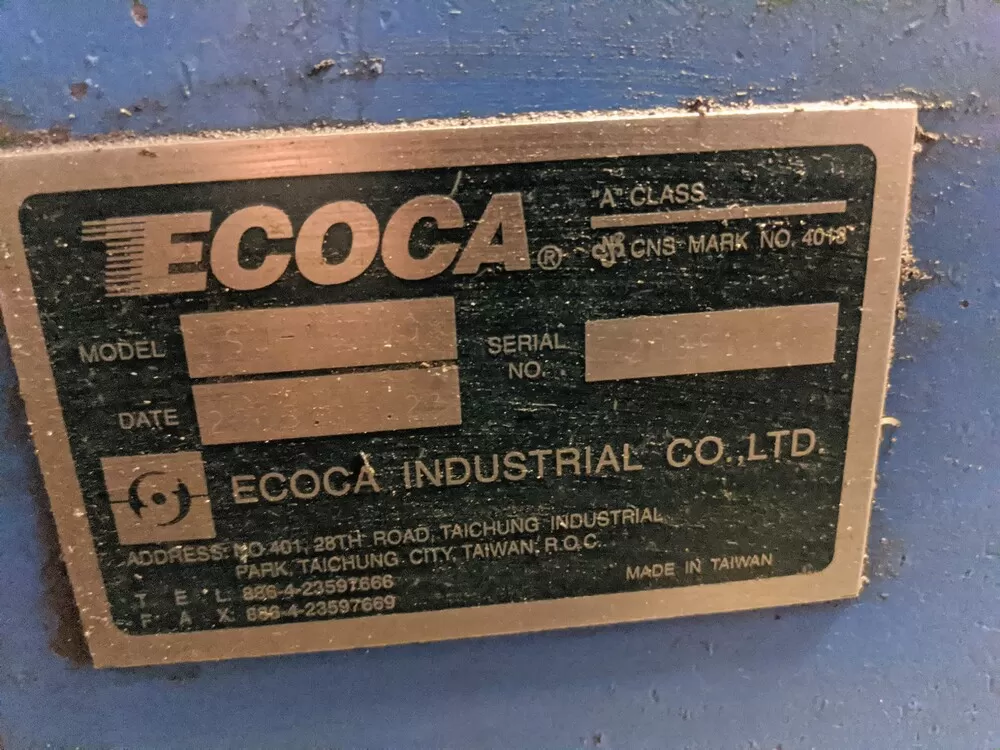 ECOCA®
"A" CLASS
CNS MARK NO. 4018
MODEL
SERIAL
NO.
DATE
ECOCA INDUSTRIAL CO.,LTD.
ADDRESS: NO.401, 28TH ROAD, TAICHUNG INDUSTRIAL
PARK, TAICHUNG CITY, TAIWAN, R.O.C.
T E L: 886-4-23597666
F A X: 886-4-23597669
MADE IN TAIWAN